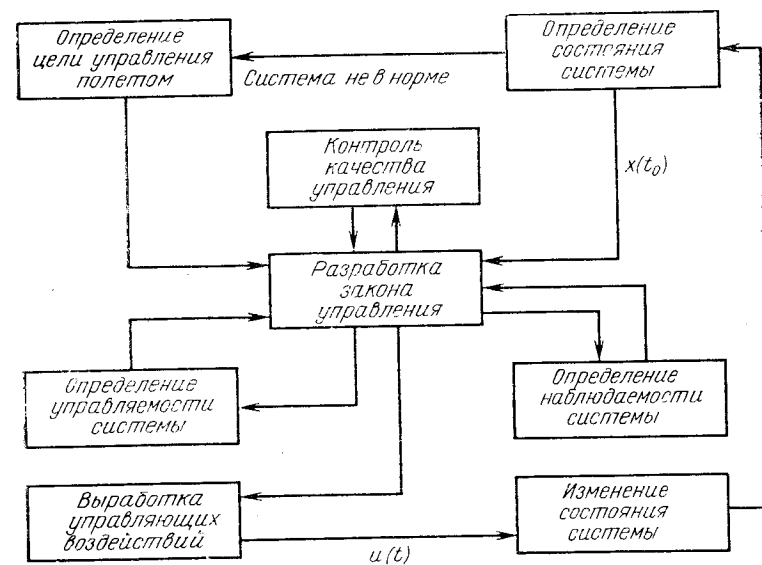 Определение
цели управления
полетом
Система не в норме
Определение
состояния
системы
Контроль
качества
управления
x(t₀)
Разработка
закона
управления
Определение
управляемости
системы
Определение
наблюдаемости
системы
Выработка
управляющих
воздействий
u(t)
Изменение
состояния
системы